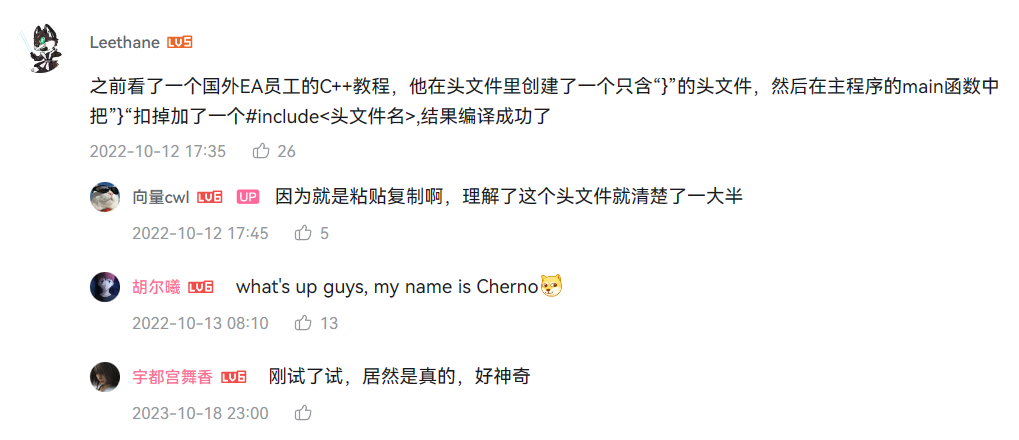 Leethane LV5
之前看了一个国外EA员工的C++教程，他在头文件里创建了一个只含“}”的头文件，然后在主程序的main函数中
把”}“扣掉加了一个#include<头文件名>,结果编译成功了
2022-10-12 17:35 26
向量cwl LV6 UP 因为就是粘贴复制啊，理解了这个头文件就清楚了一大半
2022-10-12 17:45 5
胡尔曦 LV6 what's up guys, my name is Cherno
2022-10-13 08:10 13
宇都宫舞香 LV6 刚试了试，居然是真的，好神奇
2023-10-18 23:00